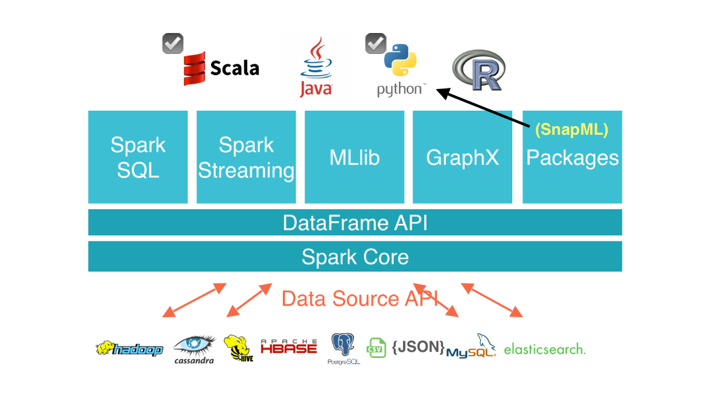 Scala
Java
python
R
(SnapML)
Spark
SQL
Spark
Streaming
MLlib
GraphX
Packages
DataFrame API
Spark Core
Data Source API
hadoop
cassandra
HIVE
APACHE
HBASE
PostgreSQL
CSV
{JSON}
MySQL
elasticsearch.